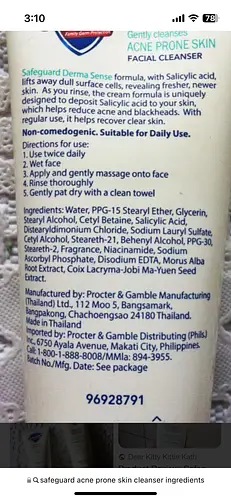 3:10
78
Family Germ Protection
Gently cleanses
ACNE PRONE SKIN
FACIAL CLEANSER
Safeguard Derma Sense formula, with Salicylic acid,
lifts away dull surface cells, revealing fresher, newer
skin. As you rinse, the cream formula is uniquely
designed to deposit Salicylic acid to your skin,
which helps reduce acne and blackheads. With
regular use, it helps recover clear skin.
Non-comedogenic. Suitable for Daily Use.
Directions for use:
1. Use twice daily
2. Wet face
3. Apply and gently massage onto face
4. Rinse thoroughly
5. Gently pat dry with a clean towel
Ingredients: Water, PPG-15 Stearyl Ether, Glycerin,
Stearyl Alcohol, Cetyl Betaine, Salicylic Acid,
Distearyldimonium Chloride, Sodium Lauryl Sulfate,
Cetyl Alcohol, Steareth-21, Behenyl Alcohol, PPG-30,
Steareth-2, Fragrance, Niacinamide, Sodium
Ascorbyl Phosphate, Disodium EDTA, Morus Alba
Root Extract, Coix Lacryma-Jobi Ma-Yuen Seed
Extract.
Manufactured by: Procter & Gamble Manufacturing
(Thailand) Ltd., 112 Moo 5, Bangsamark,
Bangpakong, Chachoengsao 24180 Thailand.
Made in Thailand
Imported by: Procter & Gamble Distributing (Phils.)
Inc., 6750 Ayala Avenue, Makati City, Philippines.
Call: 1-800-1-888-8008/MMla: 894-3955.
Batch No./Mfg. Date: See package
96928791
Dear Kitty Kittie Kath
safeguard acne prone skin cleanser ingredients